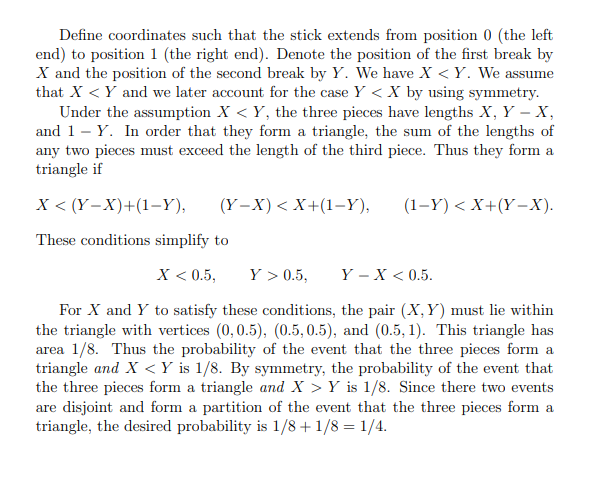 Define coordinates such that the stick extends from position 0 (the left
end) to position 1 (the right end). Denote the position of the first break by
X and the position of the second break by Y. We have X < Y. We assume
that X < Y and we later account for the case Y < X by using symmetry.
Under the assumption X < Y, the three pieces have lengths X, Y − X,
and 1 − Y. In order that they form a triangle, the sum of the lengths of
any two pieces must exceed the length of the third piece. Thus they form a
triangle if
X < (Y−X)+(1−Y), (Y−X) < X+(1−Y), (1−Y) < X+(Y−X).
These conditions simplify to
X < 0.5, Y > 0.5, Y − X < 0.5.
For X and Y to satisfy these conditions, the pair (X, Y) must lie within
the triangle with vertices (0, 0.5), (0.5, 0.5), and (0.5, 1). This triangle has
area 1/8. Thus the probability of the event that the three pieces form a
triangle and X < Y is 1/8. By symmetry, the probability of the event that
the three pieces form a triangle and X > Y is 1/8. Since there two events
are disjoint and form a partition of the event that the three pieces form a
triangle, the desired probability is 1/8 + 1/8 = 1/4.